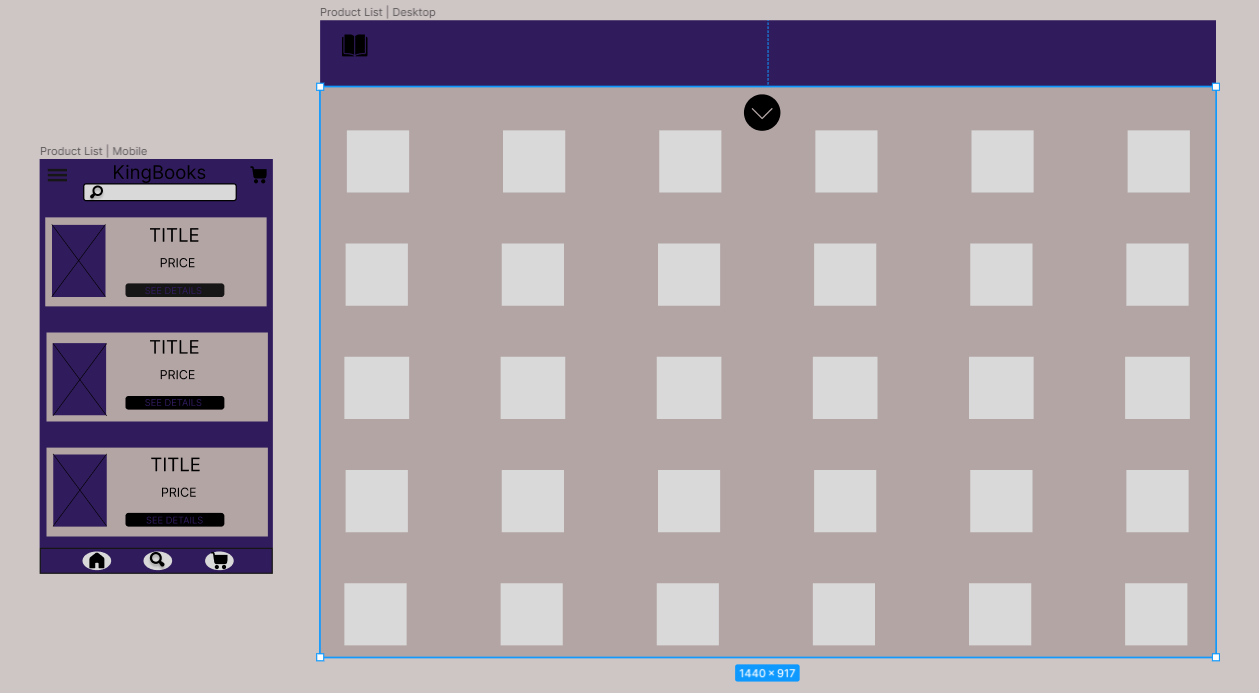 Product List | Desktop
Product List | Mobile
KingBooks
TITLE
PRICE
SEE DETAILS
TITLE
PRICE
SEE DETAILS
TITLE
PRICE
SEE DETAILS
1440 × 917